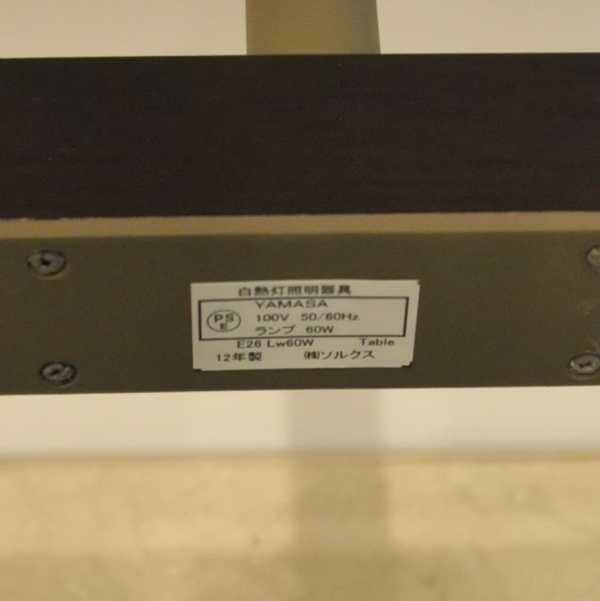 白熱灯照明器具
YAMASA
PS E 100V 50/60Hz
ランプ 60W
E26 Lw60W Table
12年製 ㈱ソルクス